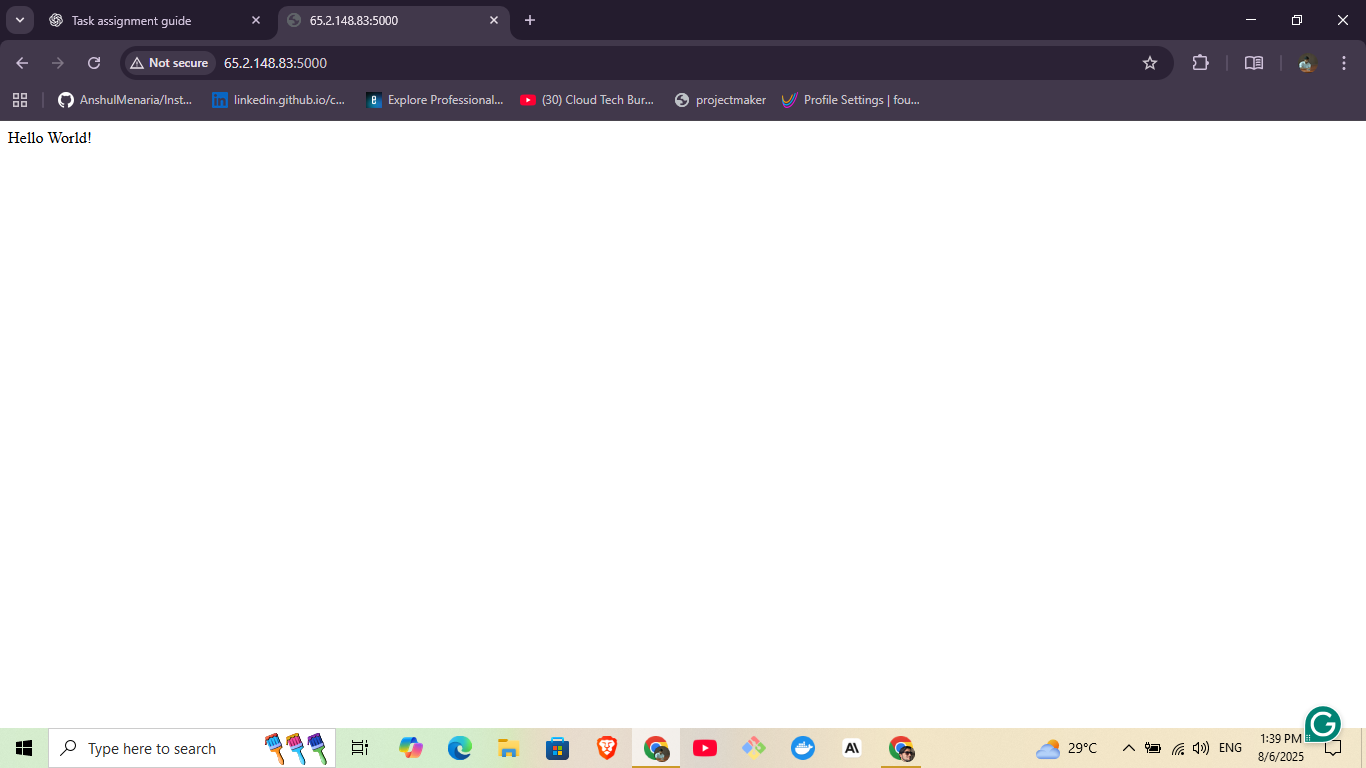 Task assignment guide
65.2.148.83:5000
Not secure
65.2.148.83:5000
AnshulMenaria/Inst...
linkedin.github.io/c...
Explore Professional...
(30) Cloud Tech Bur...
projectmaker
Profile Settings | fou...
Hello World!
Type here to search
29°C
ENG
1:39 PM
8/6/2025